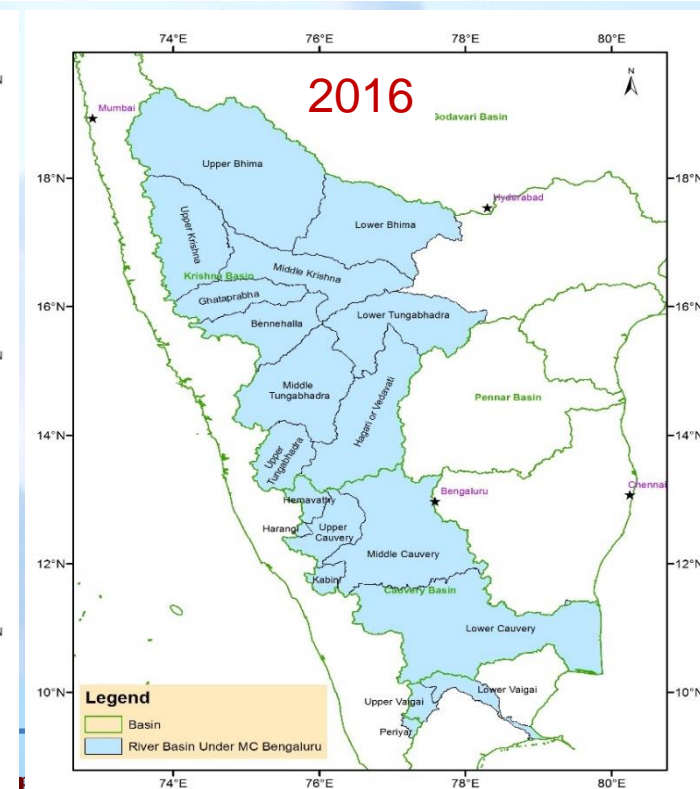 74°E 76°E 78°E 80°E
2016
N
Mumbai
Godavari Basin
Upper Bhima
18°N 18°N
Hyderabad
Lower Bhima
Upper Krishna
Middle Krishna
Krishna Basin
Ghataprabha
16°N 16°N
Bennehalla
Lower Tungabhadra
Middle
Tungabhadra
Hagari or Vedavati
Pennar Basin
14°N 14°N
Upper
Tungabhadra
Bengaluru
Chennai
Hemavathy
Harangi
Upper
Cauvery
Middle Cauvery
12°N 12°N
Kabini
Cauvery Basin
Lower Cauvery
10°N 10°N
Upper Vaigai
Lower Vaigai
Periyar
Legend
Basin
River Basin Under MC Bengaluru
74°E 76°E 78°E 80°E